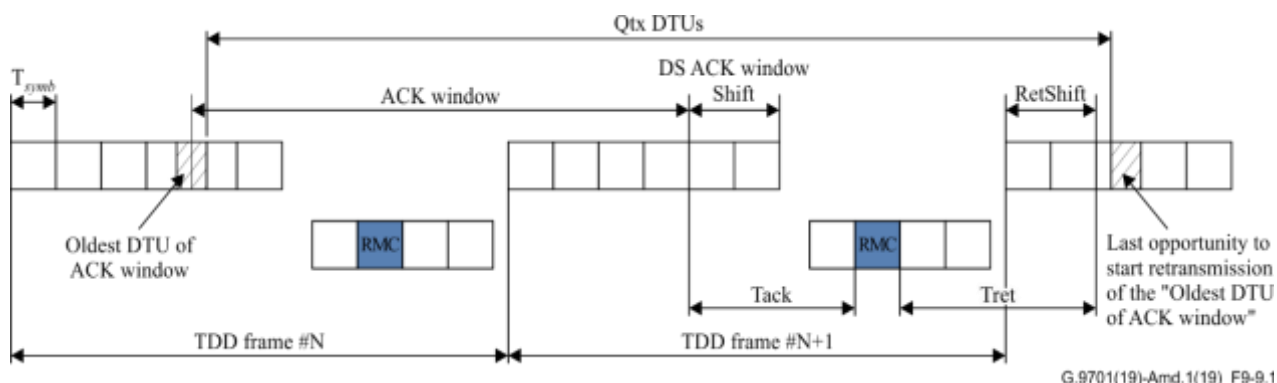 Qtx DTUs
Tsymb
DS ACK window
ACK window
Shift
RetShift
Oldest DTU of
ACK window
RMC
RMC
Last opportunity to
start retransmission
of the "Oldest DTU
of ACK window"
Tack
Tret
TDD frame #N
TDD frame #N+1
G.9701(19)-Amd.1(19)_F9-9.1